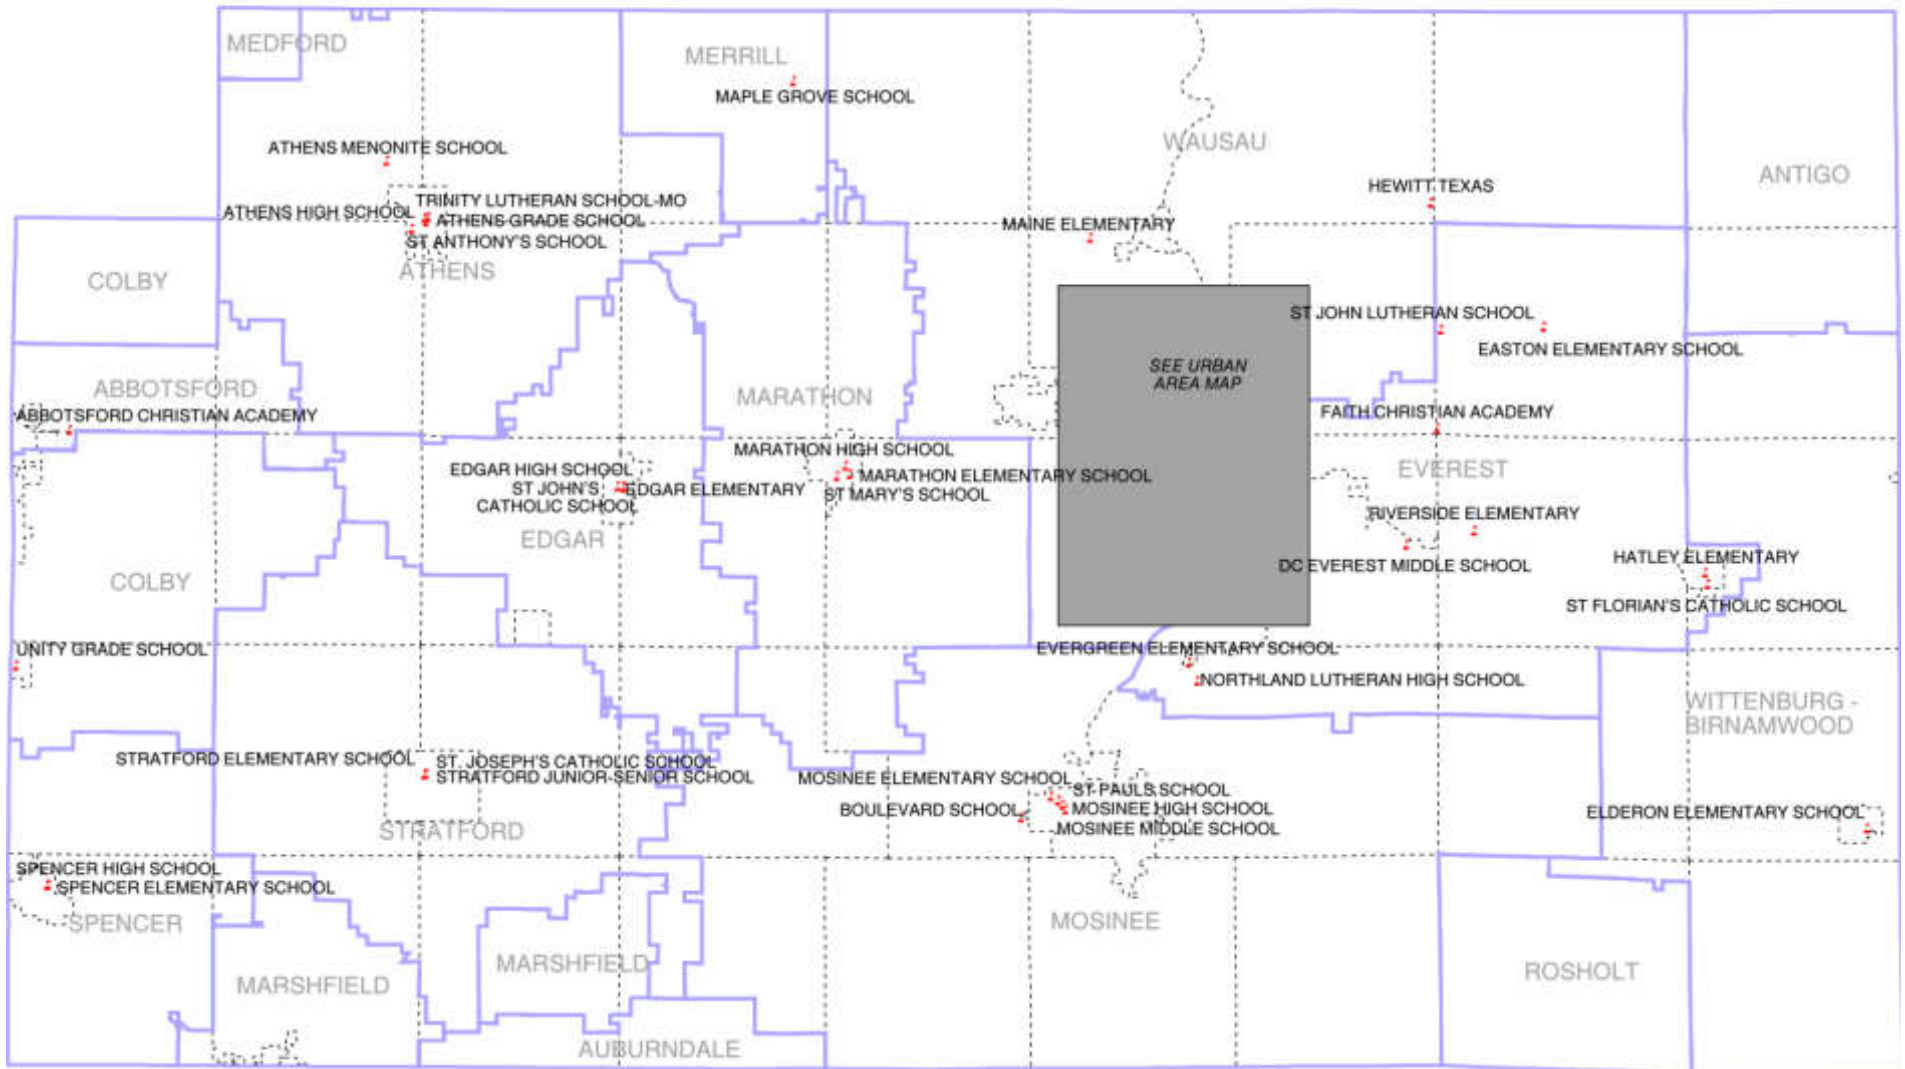 MEDFORD
MERRILL
MAPLE GROVE SCHOOL
WAUSAU
ATHENS MENONITE SCHOOL
ANTIGO
HEWITT TEXAS
TRINITY LUTHERAN SCHOOL-MO
ATHENS HIGH SCHOOL
ATHENS GRADE SCHOOL
MAINE ELEMENTARY
ST ANTHONY'S SCHOOL
ATHENS
COLBY
ST JOHN LUTHERAN SCHOOL
EASTON ELEMENTARY SCHOOL
SEE URBAN
AREA MAP
ABBOTSFORD
MARATHON
ABBOTSFORD CHRISTIAN ACADEMY
FAITH CHRISTIAN ACADEMY
MARATHON HIGH SCHOOL
EDGAR HIGH SCHOOL
EVEREST
MARATHON ELEMENTARY SCHOOL
ST JOHN'S
CATHOLIC SCHOOL
EDGAR ELEMENTARY
ST MARY'S SCHOOL
RIVERSIDE ELEMENTARY
EDGAR
HATLEY ELEMENTARY
DC EVEREST MIDDLE SCHOOL
COLBY
ST FLORIAN'S CATHOLIC SCHOOL
UNITY GRADE SCHOOL
EVERGREEN ELEMENTARY SCHOOL
NORTHLAND LUTHERAN HIGH SCHOOL
WITTENBURG -
BIRNAMWOOD
STRATFORD ELEMENTARY SCHOOL
ST. JOSEPH'S CATHOLIC SCHOOL
STRATFORD JUNIOR-SENIOR SCHOOL
MOSINEE ELEMENTARY SCHOOL
ST PAULS SCHOOL
BOULEVARD SCHOOL
MOSINEE HIGH SCHOOL
ELDERON ELEMENTARY SCHOOL
MOSINEE MIDDLE SCHOOL
STRATFORD
SPENCER HIGH SCHOOL
SPENCER ELEMENTARY SCHOOL
SPENCER
MOSINEE
MARSHFIELD
ROSHOLT
MARSHFIELD
AUBURNDALE